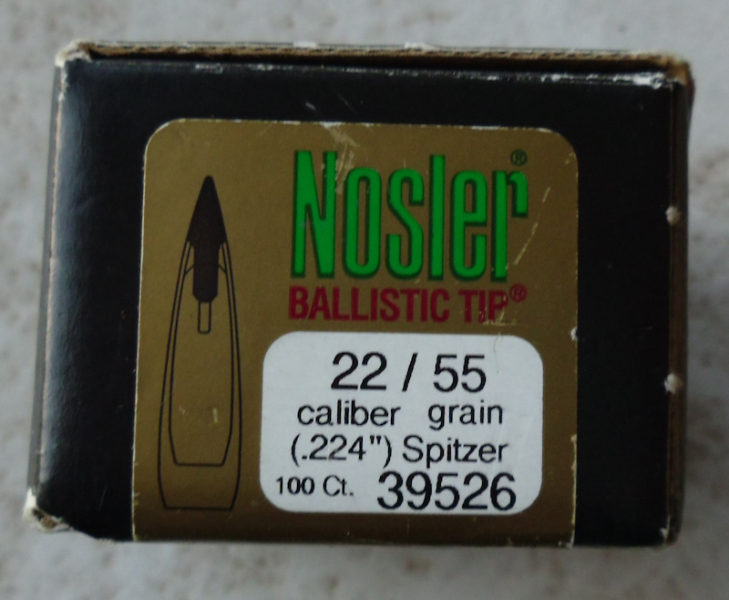 Nosler®
BALLISTIC TIP®
22 / 55
caliber grain
(.224") Spitzer
100 Ct. 39526